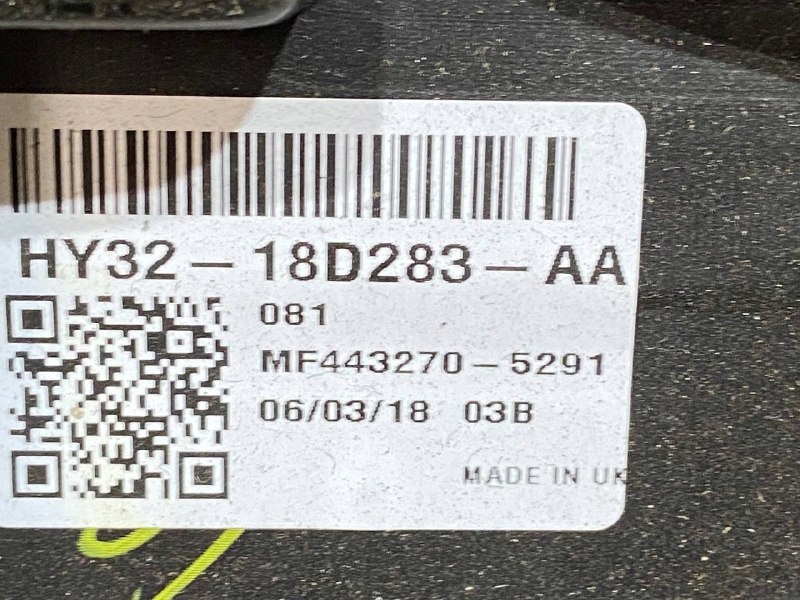 HY32-18D283-AA
081
MF443270-5291
06/03/18 03B
MADE IN UK